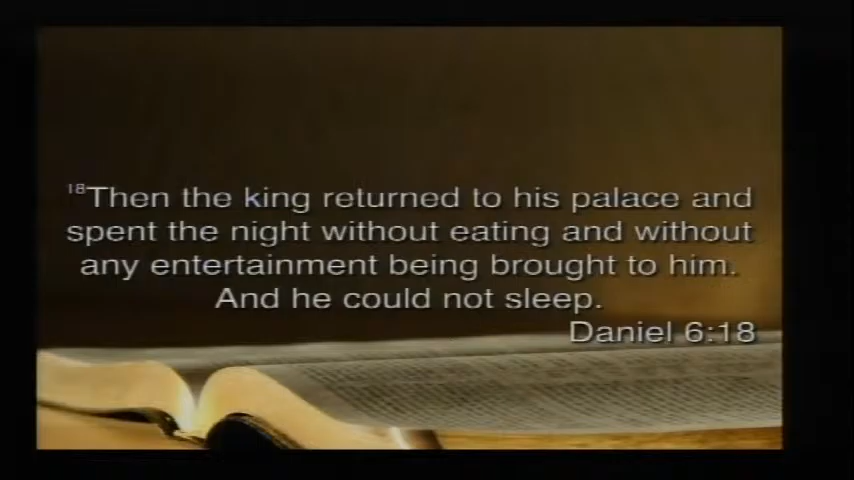 18Then the king returned to his palace and
spent the night without eating and without
any entertainment being brought to him.
And he could not sleep.
Daniel 6:18